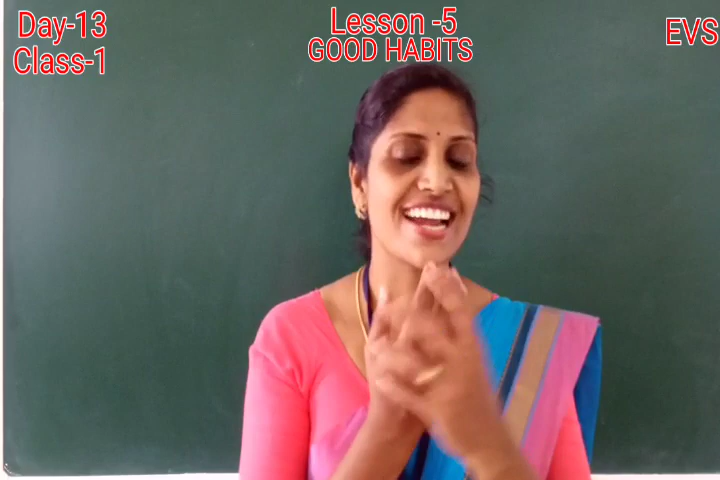 Day-13
Class-1
Lesson -5
GOOD HABITS
EVS